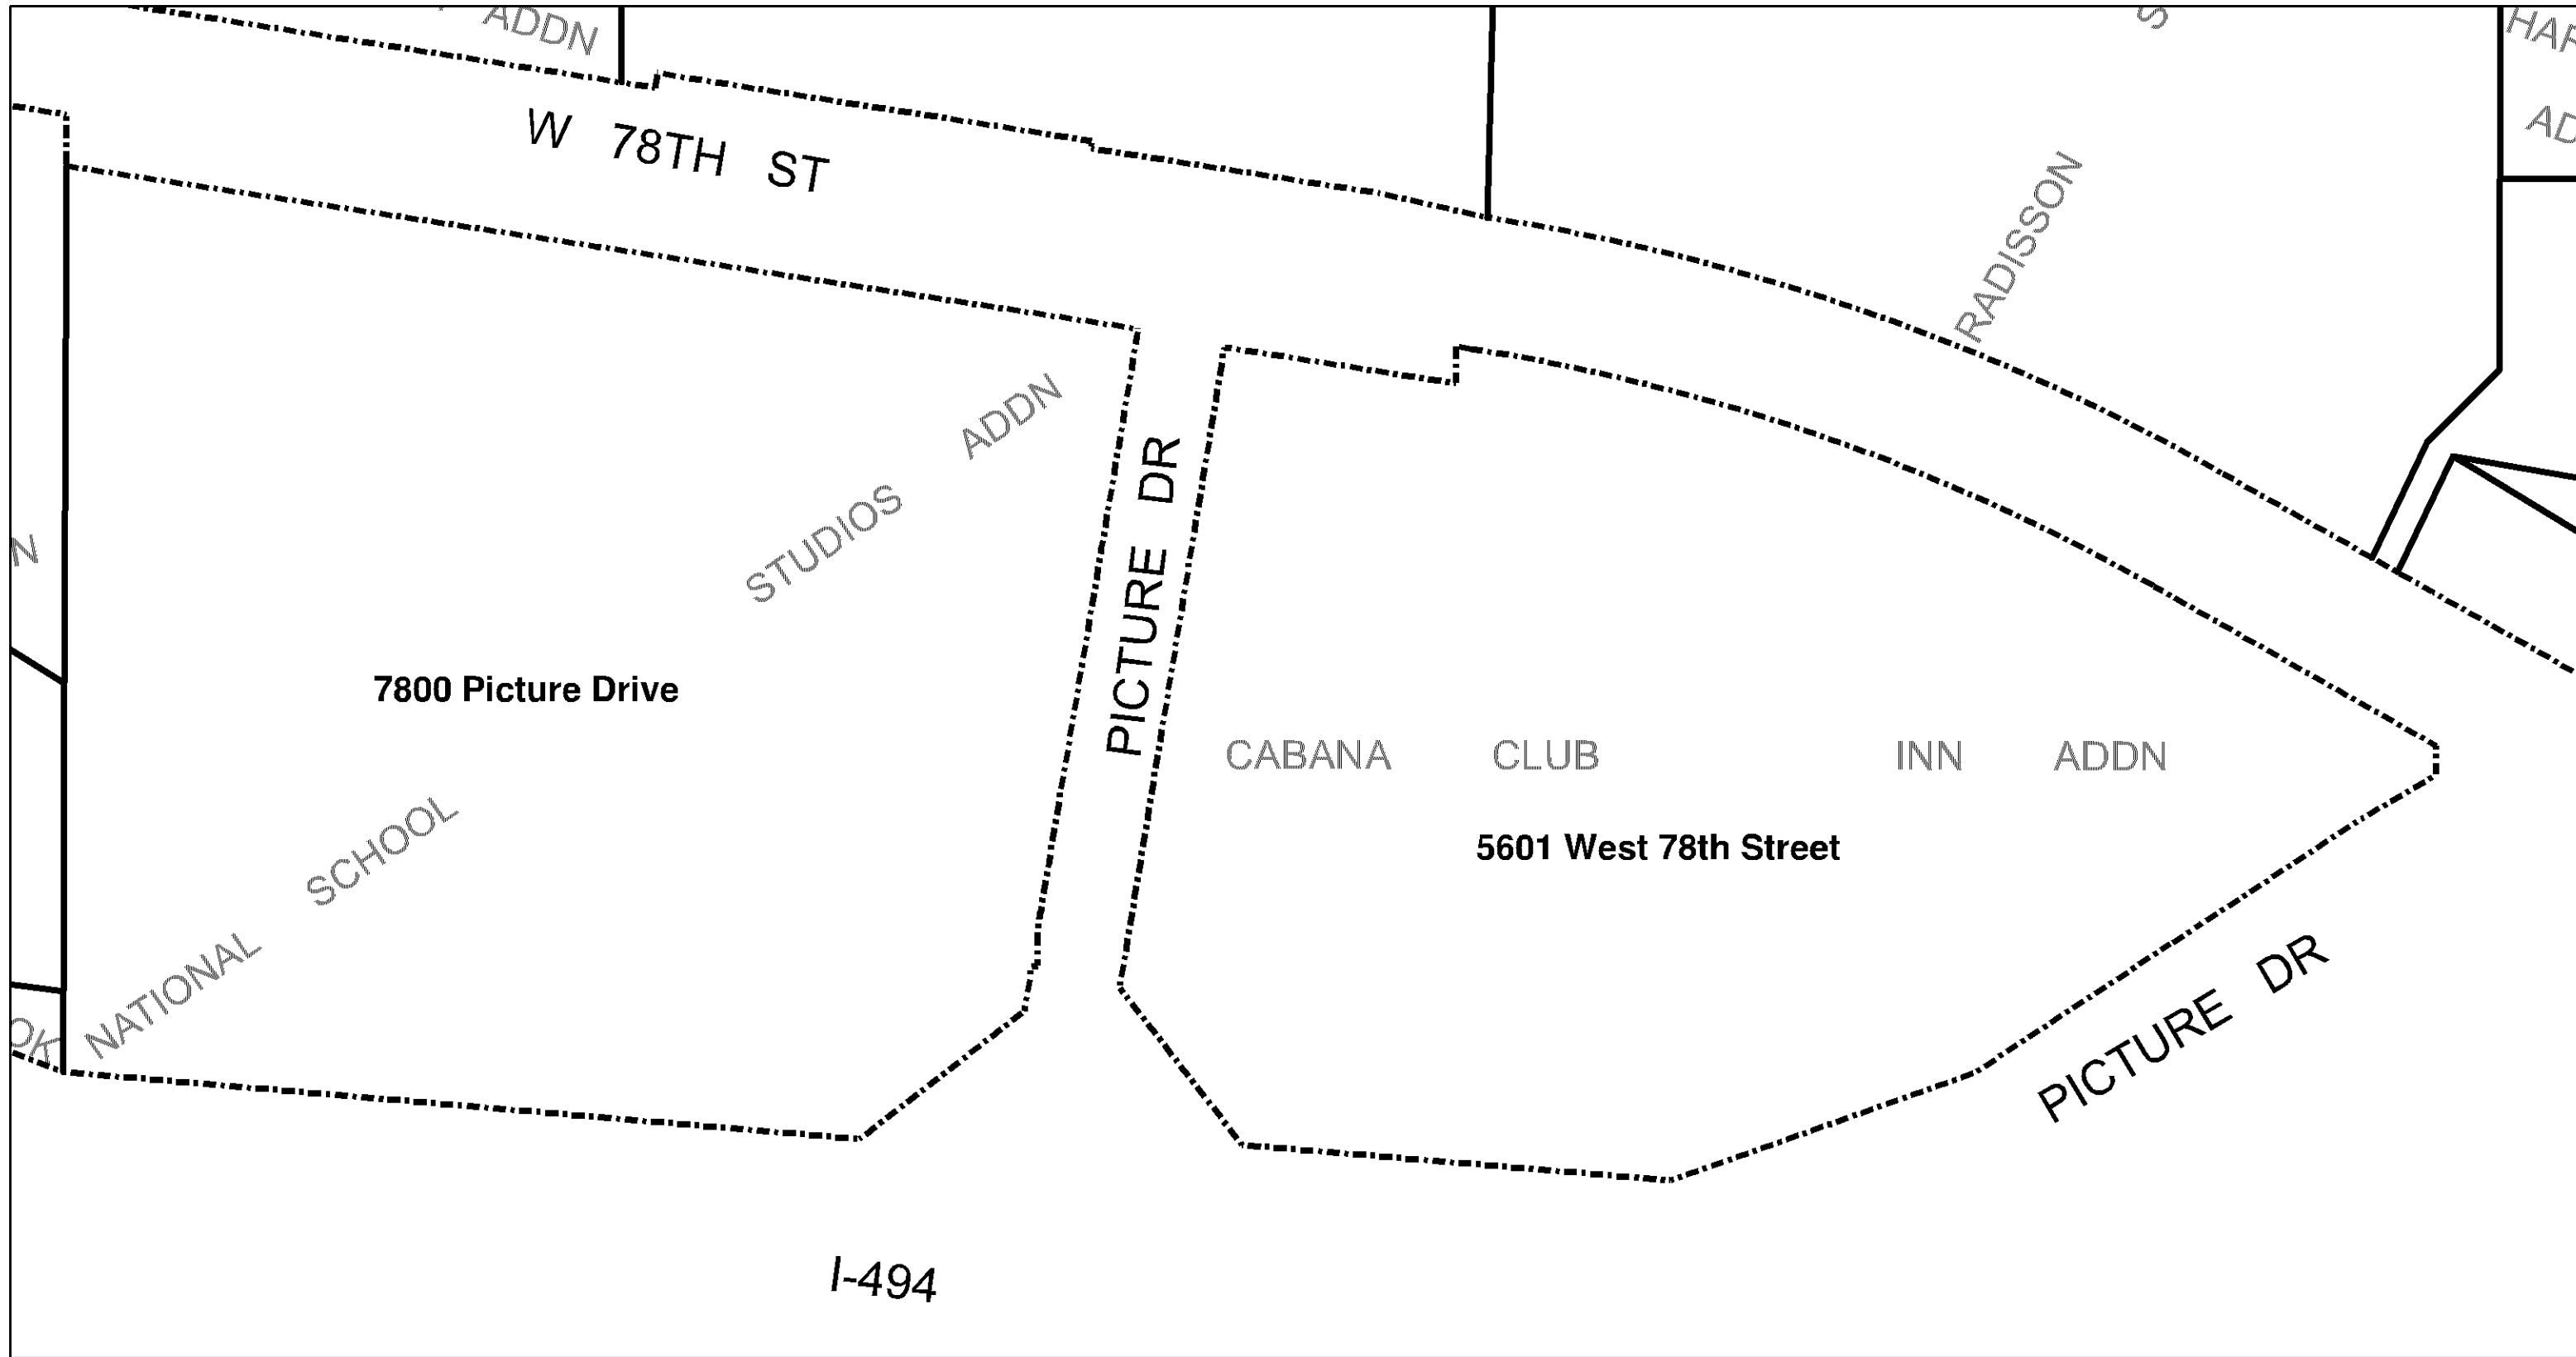 ADDN
HAR
AD
W 78TH ST
RADISSON
S
NATIONAL SCHOOL STUDIOS ADDN
PICTURE DR
N
7800 Picture Drive
CABANA CLUB INN ADDN
5601 West 78th Street
PICTURE DR
OK
I-494